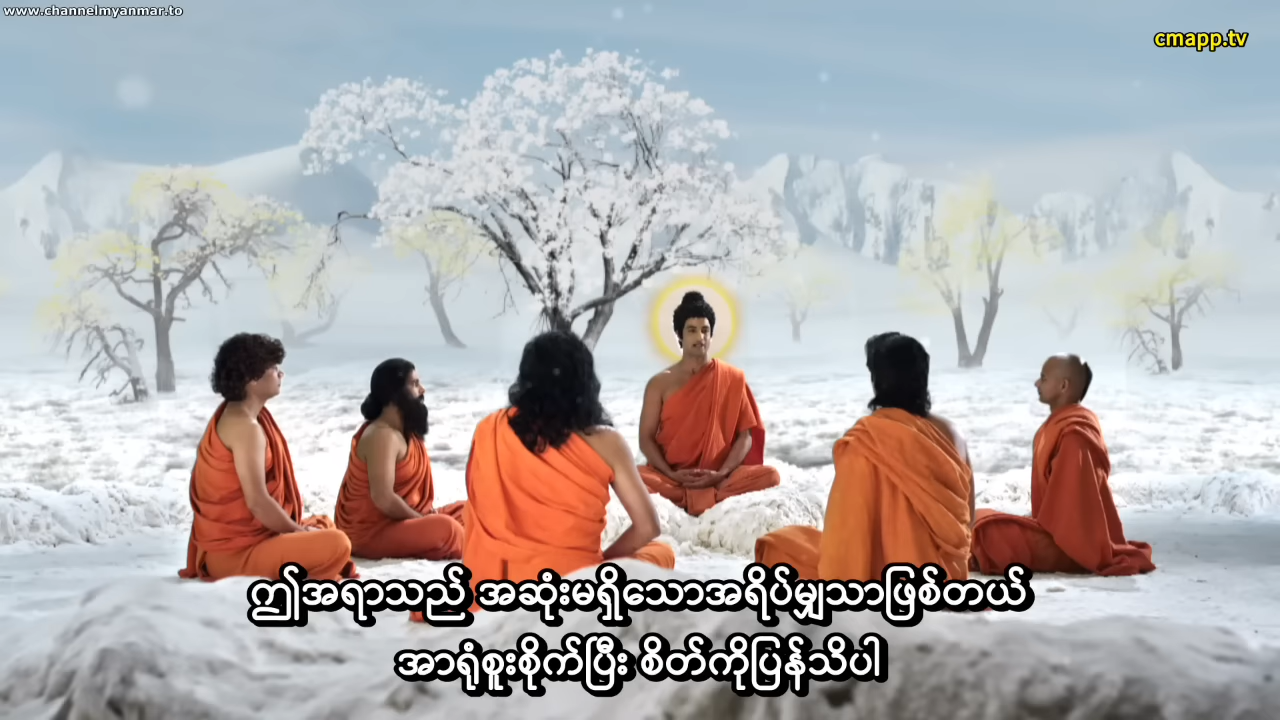 www.channelmyanmar.to
cmapp.tv
ဤအရာသည် အဆုံးမရှိသောအရိပ်မျှသာဖြစ်တယ်
အာရုံစူးစိုက်ပြီး စိတ်ကိုပြန်သိပါ